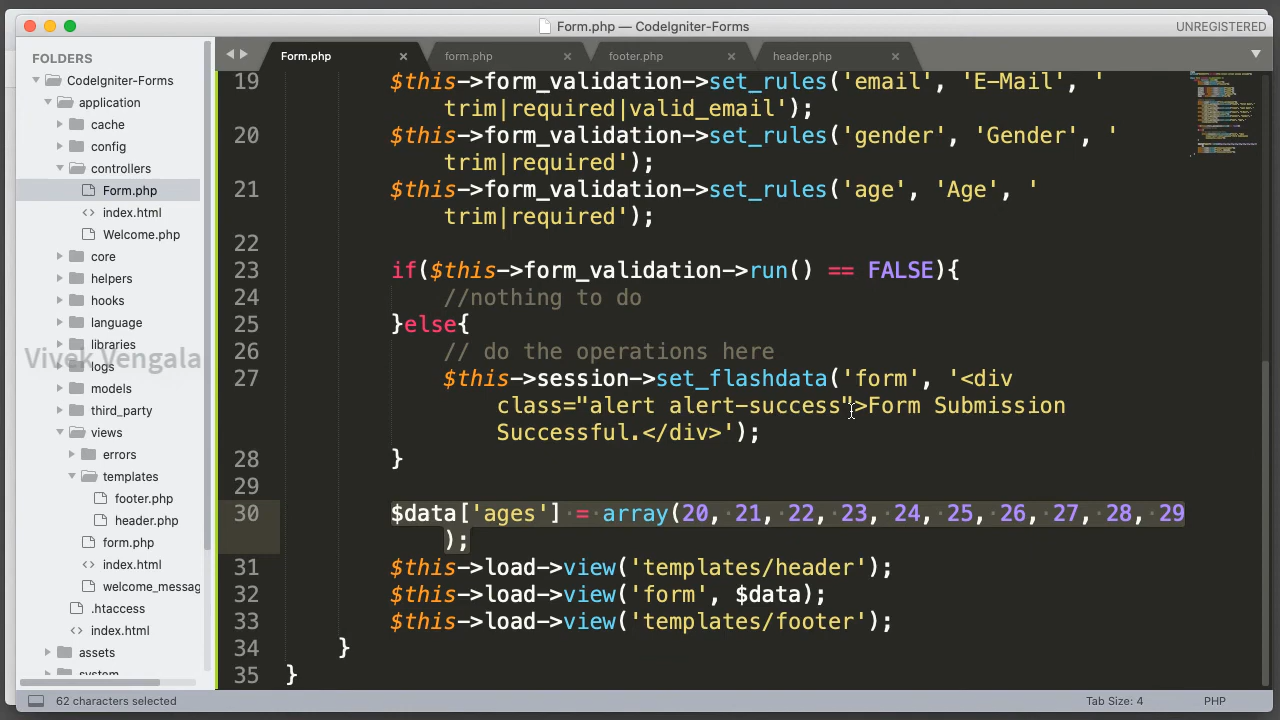 Form.php — CodeIgniter-Forms
UNREGISTERED
FOLDERS
CodeIgniter-Forms
application
cache
config
controllers
Form.php
index.html
Welcome.php
core
helpers
hooks
language
libraries
logs
models
third_party
views
errors
templates
footer.php
header.php
form.php
index.html
welcome_messag
.htaccess
index.html
assets
system
Vivek Vengala
Form.php
form.php
footer.php
header.php
19 $this->form_validation->set_rules('email', 'E-Mail', '
trim|required|valid_email');
20 $this->form_validation->set_rules('gender', 'Gender', '
trim|required');
21 $this->form_validation->set_rules('age', 'Age', '
trim|required');
22
23 if($this->form_validation->run() == FALSE){
24 //nothing to do
25 }else{
26 // do the operations here
27 $this->session->set_flashdata('form', '<div
class="alert alert-success">Form Submission
Successful.</div>');
28 }
29
30 $data['ages'] = array(20, 21, 22, 23, 24, 25, 26, 27, 28, 29
);
31 $this->load->view('templates/header');
32 $this->load->view('form', $data);
33 $this->load->view('templates/footer');
34 }
35 }
62 characters selected
Tab Size: 4
PHP